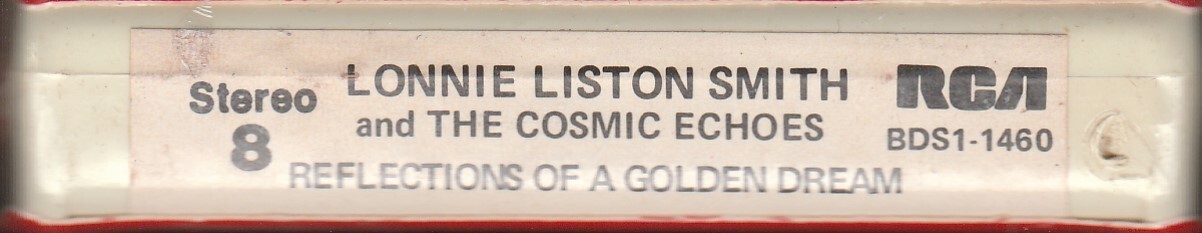 Stereo
8
LONNIE LISTON SMITH
and THE COSMIC ECHOES
REFLECTIONS OF A GOLDEN DREAM
RCA
BDS1-1460